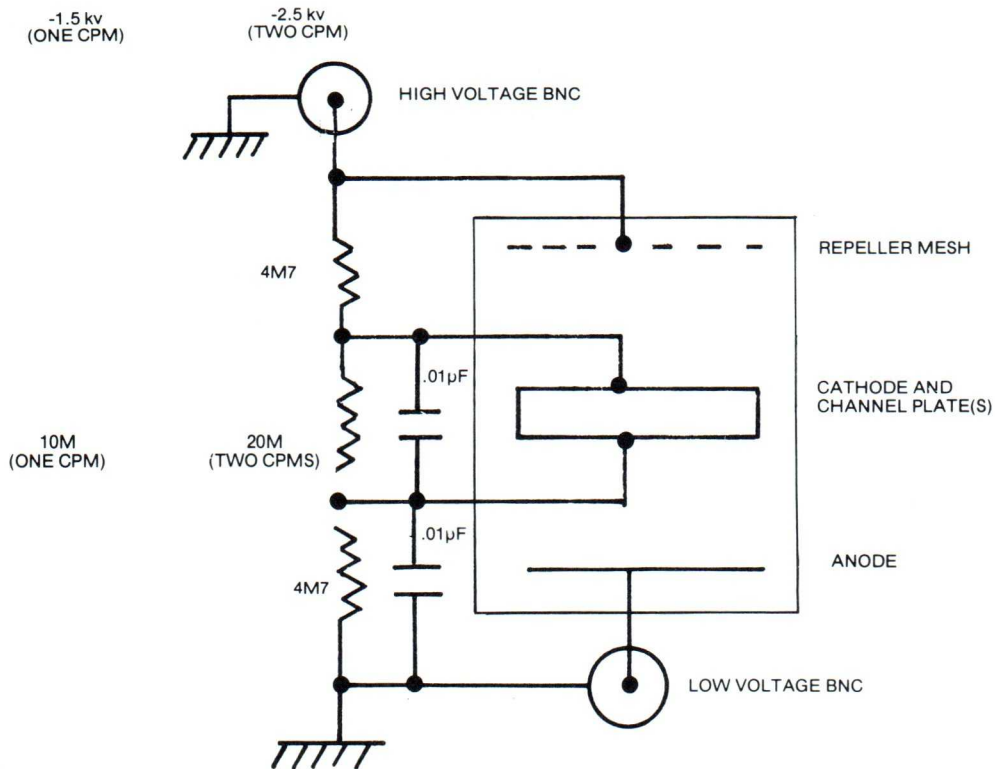 -1.5 kv
(ONE CPM)
-2.5 kv
(TWO CPM)
HIGH VOLTAGE BNC
REPELLER MESH
4M7
.01µF
CATHODE AND
CHANNEL PLATE(S)
10M
(ONE CPM)
20M
(TWO CPMS)
.01µF
ANODE
4M7
LOW VOLTAGE BNC